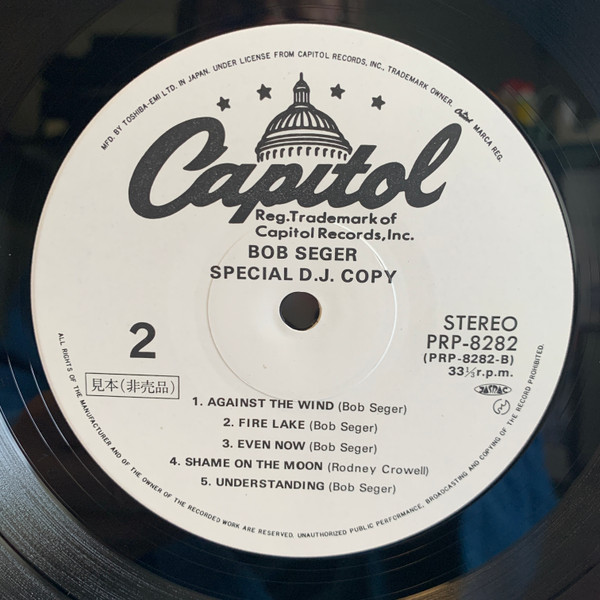 MFD. BY TOSHIBA-EMI LTD. IN JAPAN. UNDER LICENSE FROM CAPITOL RECORDS, INC., TRADEMARK OWNER. Capitol MARCA REG.
Capitol
Reg.Trademark of
Capitol Records,Inc.
BOB SEGER
SPECIAL D.J. COPY
2
見本(非売品)
STEREO
PRP-8282
(PRP-8282-B)
33⅓r.p.m.
JASRAC
1. AGAINST THE WIND (Bob Seger)
2. FIRE LAKE (Bob Seger)
3. EVEN NOW (Bob Seger)
4. SHAME ON THE MOON (Rodney Crowell)
5. UNDERSTANDING (Bob Seger)
ALL RIGHTS OF THE MANUFACTURER AND OF THE OWNER OF THE RECORDED WORK ARE RESERVED. UNAUTHORIZED PUBLIC PERFORMANCE, BROADCASTING AND COPYING OF THE RECORD PROHIBITED.